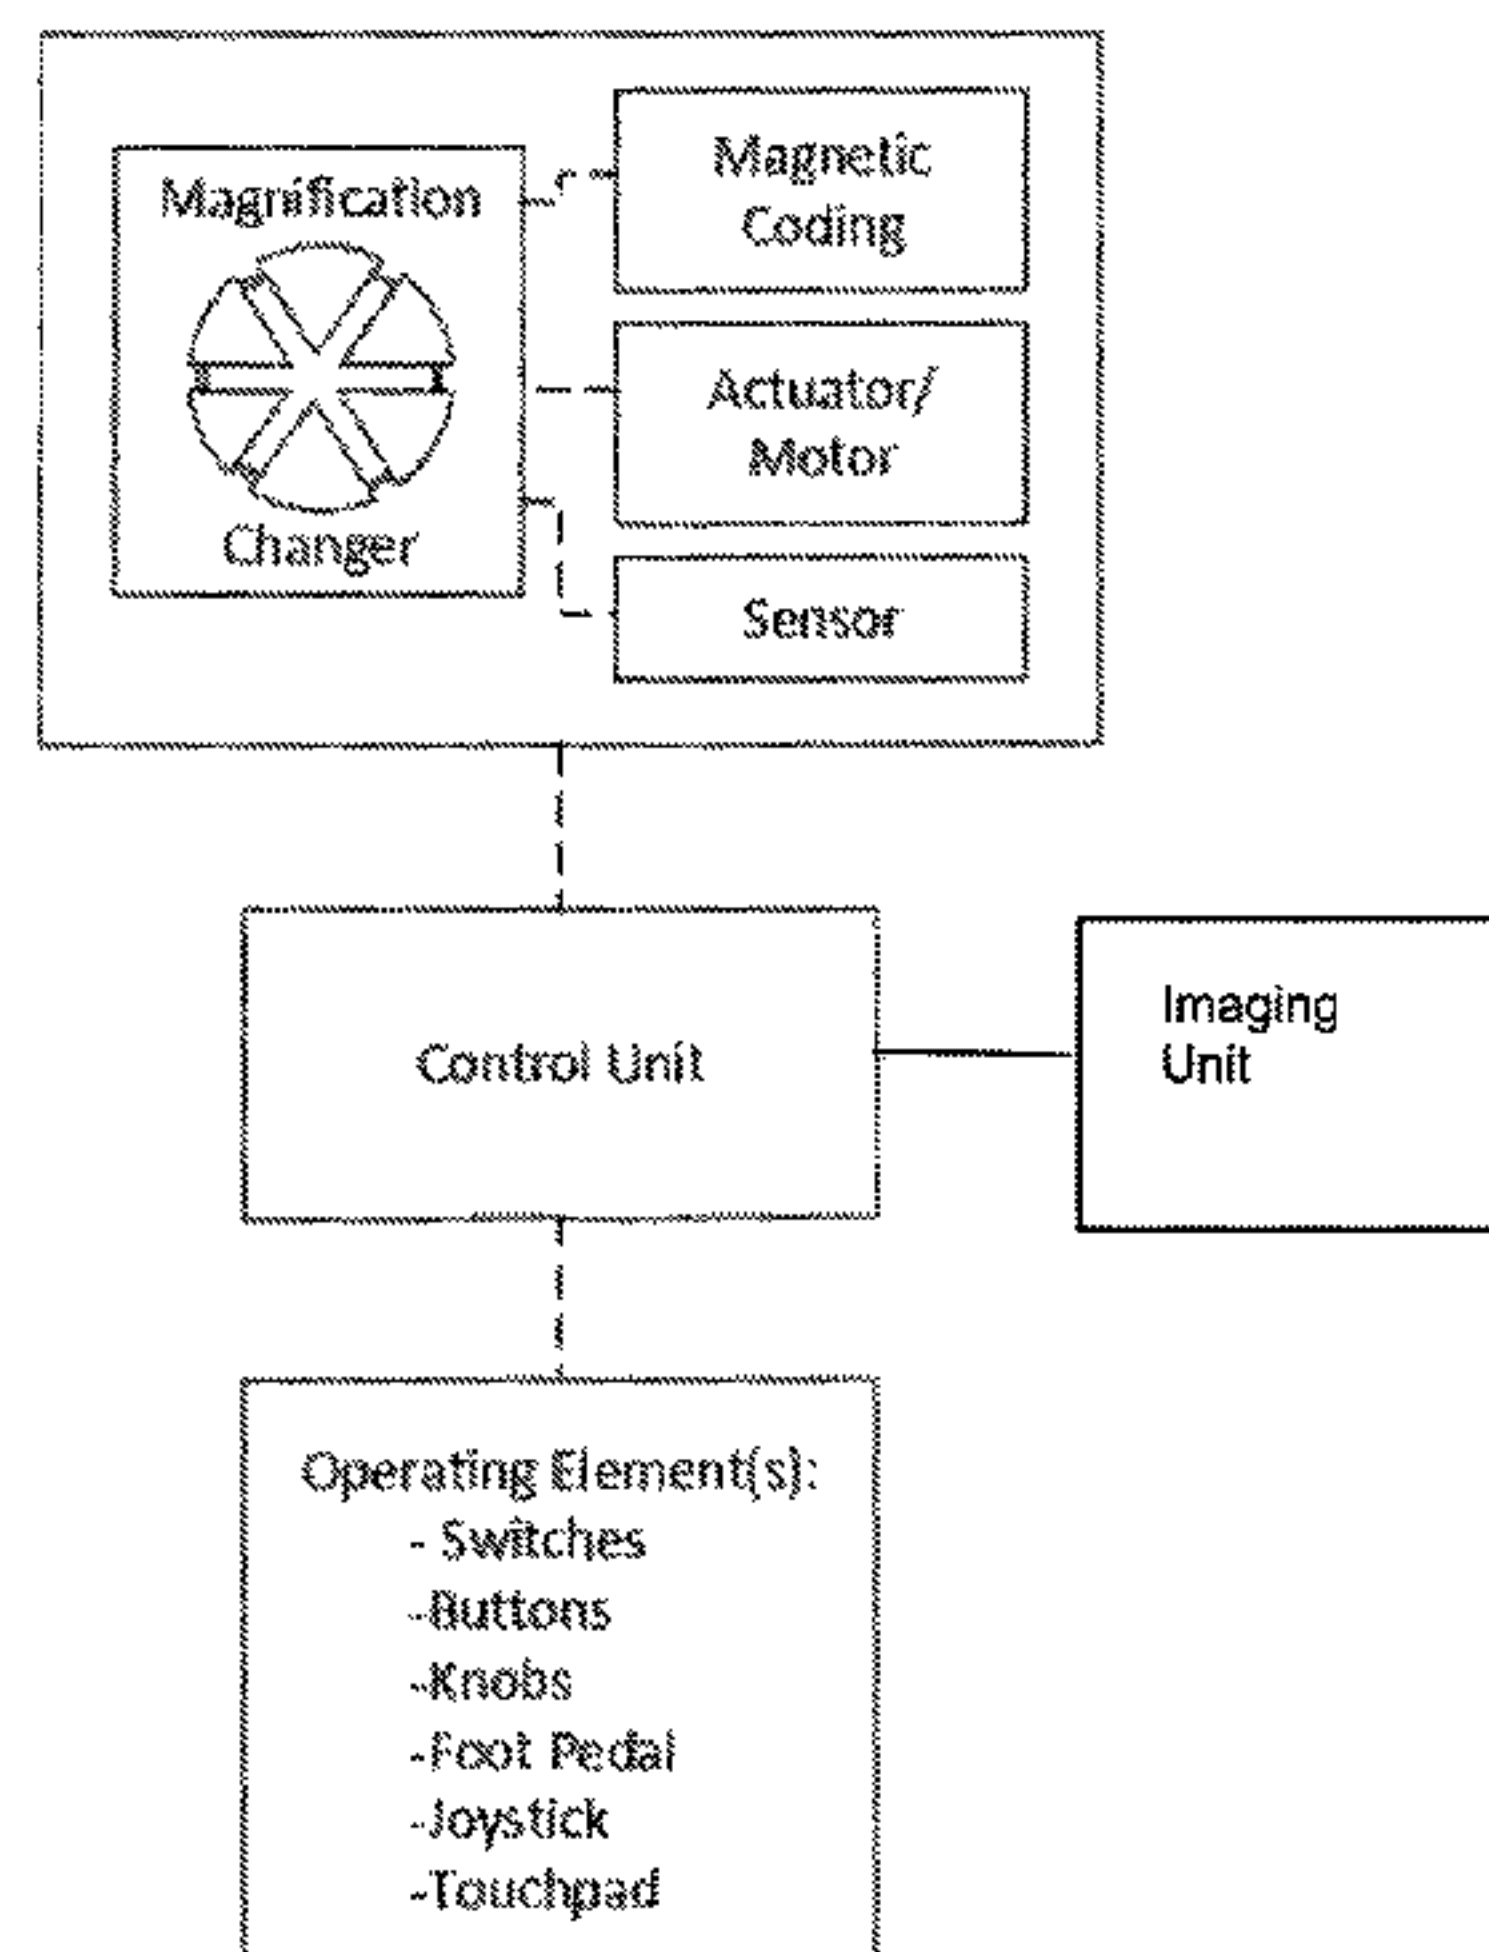 Magnification
Changer
Magnetic
Coding
Actuator/
Motor
Sensor
Control Unit
Imaging
Unit
Operating Element(s):
- Switches
-Buttons
-Knobs
-Foot Pedal
-Joystick
-Touchpad